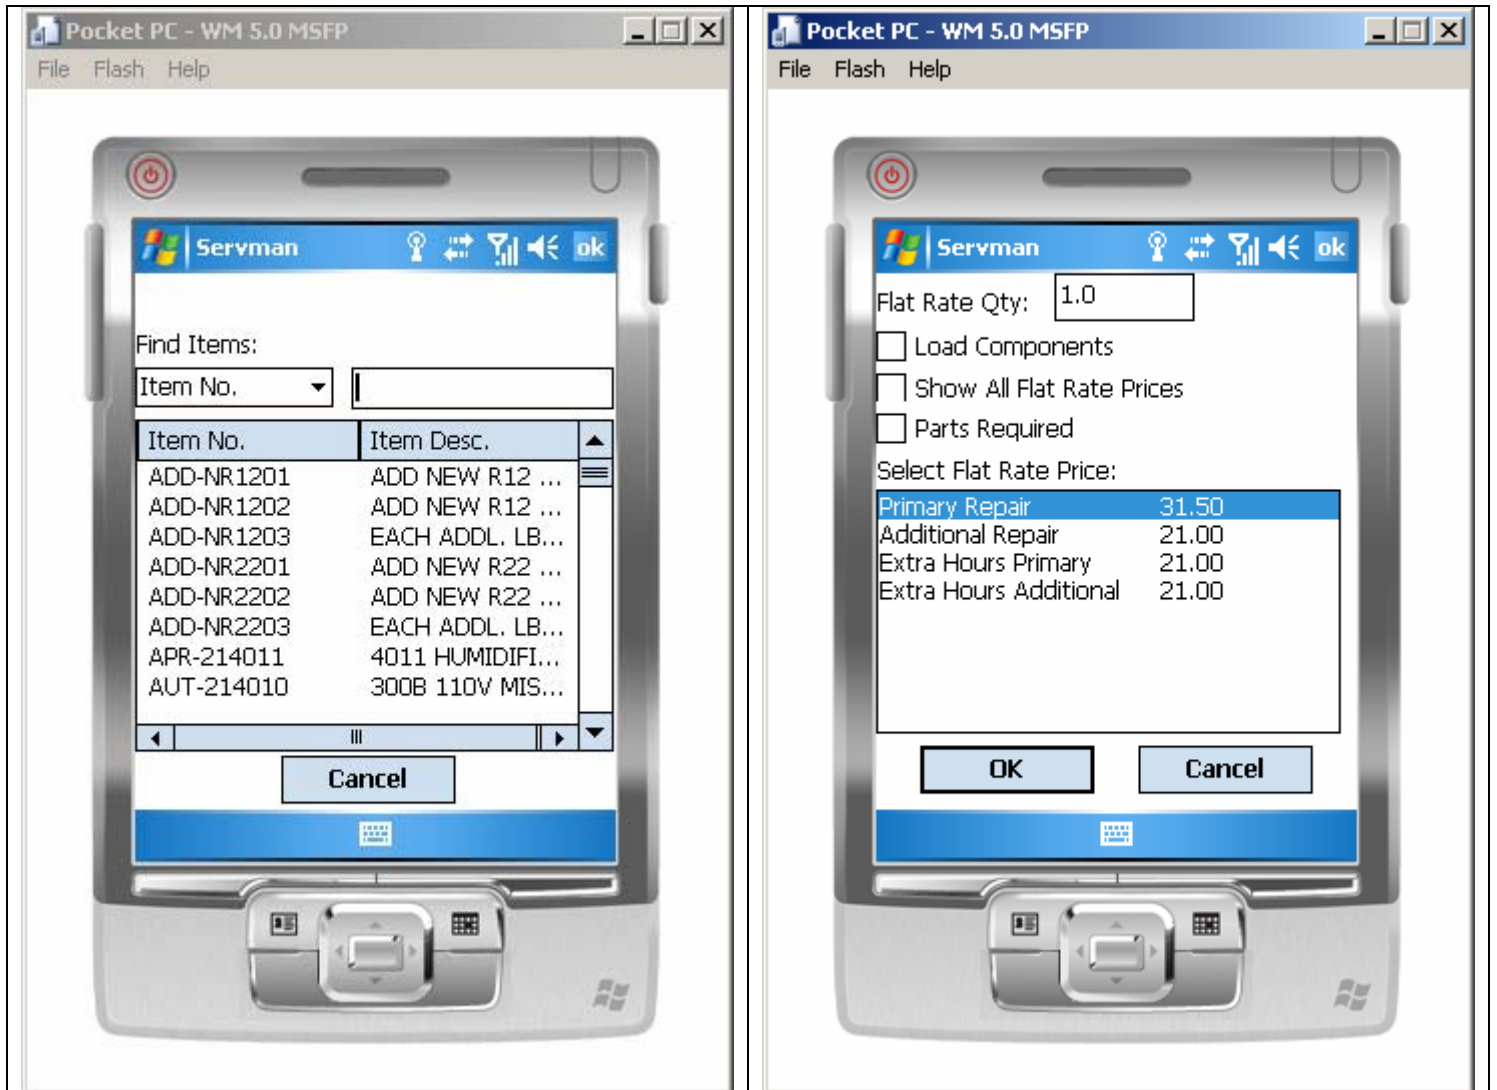 Pocket PC - WM 5.0 MSFP
File Flash Help
Servman ok
Find Items:
Item No.
Item No. Item Desc.
ADD-NR1201 ADD NEW R12 ...
ADD-NR1202 ADD NEW R12 ...
ADD-NR1203 EACH ADDL. LB...
ADD-NR2201 ADD NEW R22 ...
ADD-NR2202 ADD NEW R22 ...
ADD-NR2203 EACH ADDL. LB...
APR-214011 4011 HUMIDIFI...
AUT-214010 300B 110V MIS...
Cancel
Pocket PC - WM 5.0 MSFP
File Flash Help
Servman ok
Flat Rate Qty: 1.0
Load Components
Show All Flat Rate Prices
Parts Required
Select Flat Rate Price:
Primary Repair 31.50
Additional Repair 21.00
Extra Hours Primary 21.00
Extra Hours Additional 21.00
OK Cancel